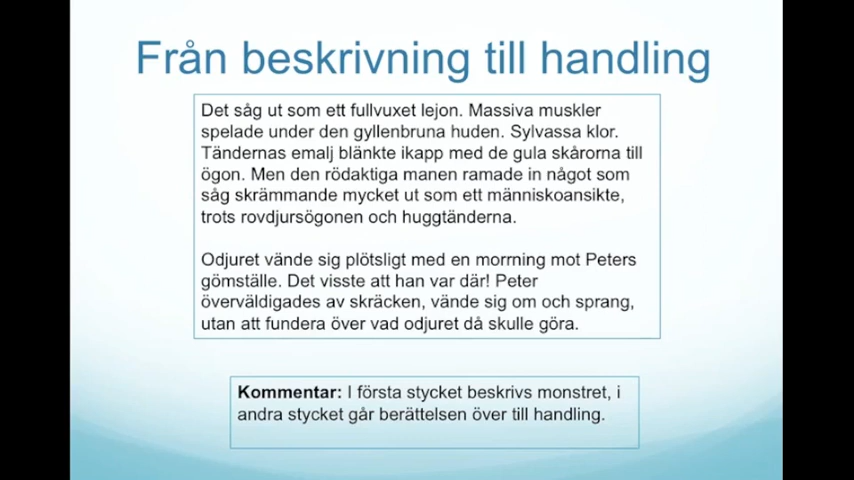 Från beskrivning till handling
Det såg ut som ett fullvuxet lejon. Massiva muskler
spelade under den gyllenbruna huden. Sylvassa klor.
Tändernas emalj blänkte ikapp med de gula skårorna till
ögon. Men den rödaktiga manen ramade in något som
såg skrämmande mycket ut som ett människoansikte,
trots rovdjursögonen och huggtänderna.
Odjuret vände sig plötsligt med en morrning mot Peters
gömställe. Det visste att han var där! Peter
överväldigades av skräcken, vände sig om och sprang,
utan att fundera över vad odjuret då skulle göra.
Kommentar: I första stycket beskrivs monstret, i
andra stycket går berättelsen över till handling.